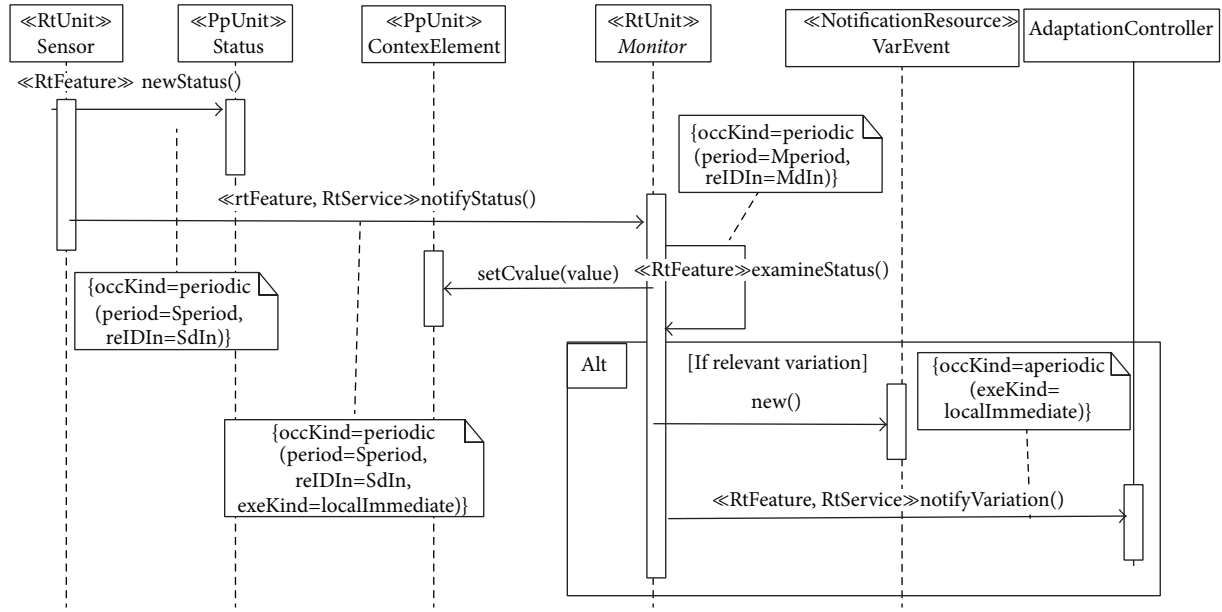 ≪RtUnit≫
Sensor
≪PpUnit≫
Status
≪PpUnit≫
ContexElement
≪RtUnit≫
Monitor
≪NotificationResource≫
VarEvent
AdaptationController
≪RtFeature≫ newStatus()
{occKind=periodic
(period=Mperiod,
reIDIn=MdIn)}
≪rtFeature, RtService≫notifyStatus()
setCvalue(value)
≪RtFeature≫examineStatus()
{occKind=periodic
(period=Speriod,
reIDIn=SdIn)}
Alt
[If relevant variation]
{occKind=aperiodic
(exeKind=
localImmediate)}
new()
{occKind=periodic
(period=Speriod,
reIDIn=SdIn,
exeKind=localImmediate)}
≪RtFeature, RtService≫notifyVariation()